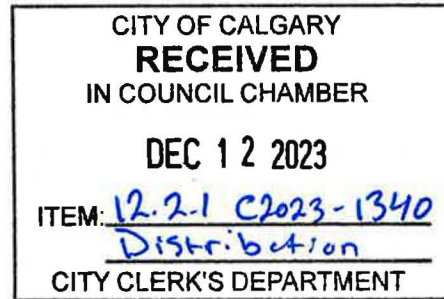 CITY OF CALGARY
RECEIVED
IN COUNCIL CHAMBER
DEC 12 2023
ITEM: 12.2.1 C2023-1340
Distribution
CITY CLERK'S DEPARTMENT